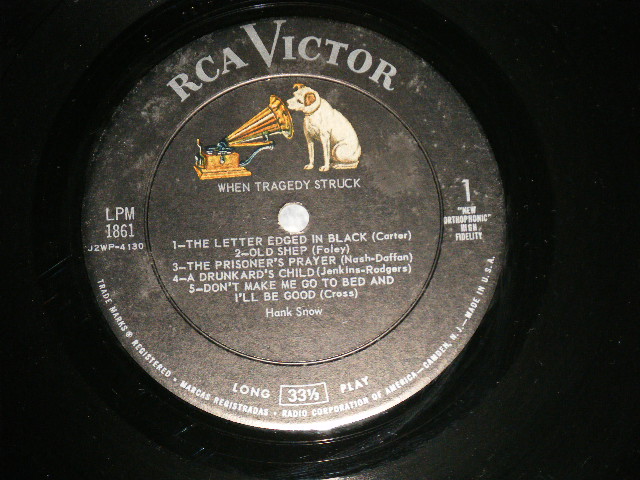 RCA VICTOR
WHEN TRAGEDY STRUCK
LPM
1861
J2WP-4130
1
"NEW
ORTHOPHONIC"
HIGH
FIDELITY
1-THE LETTER EDGED IN BLACK (Carter)
2-OLD SHEP (Foley)
3-THE PRISONER'S PRAYER (Nash-Daffan)
4-A DRUNKARD'S CHILD (Jenkins-Rodgers)
5-DON'T MAKE ME GO TO BED AND
I'LL BE GOOD (Cross)
Hank Snow
LONG 33⅓ PLAY
TRADE MARKS ® REGISTERED • MARCAS REGISTRADAS • RADIO CORPORATION OF AMERICA—CAMDEN, N.J.—MADE IN U.S.A.